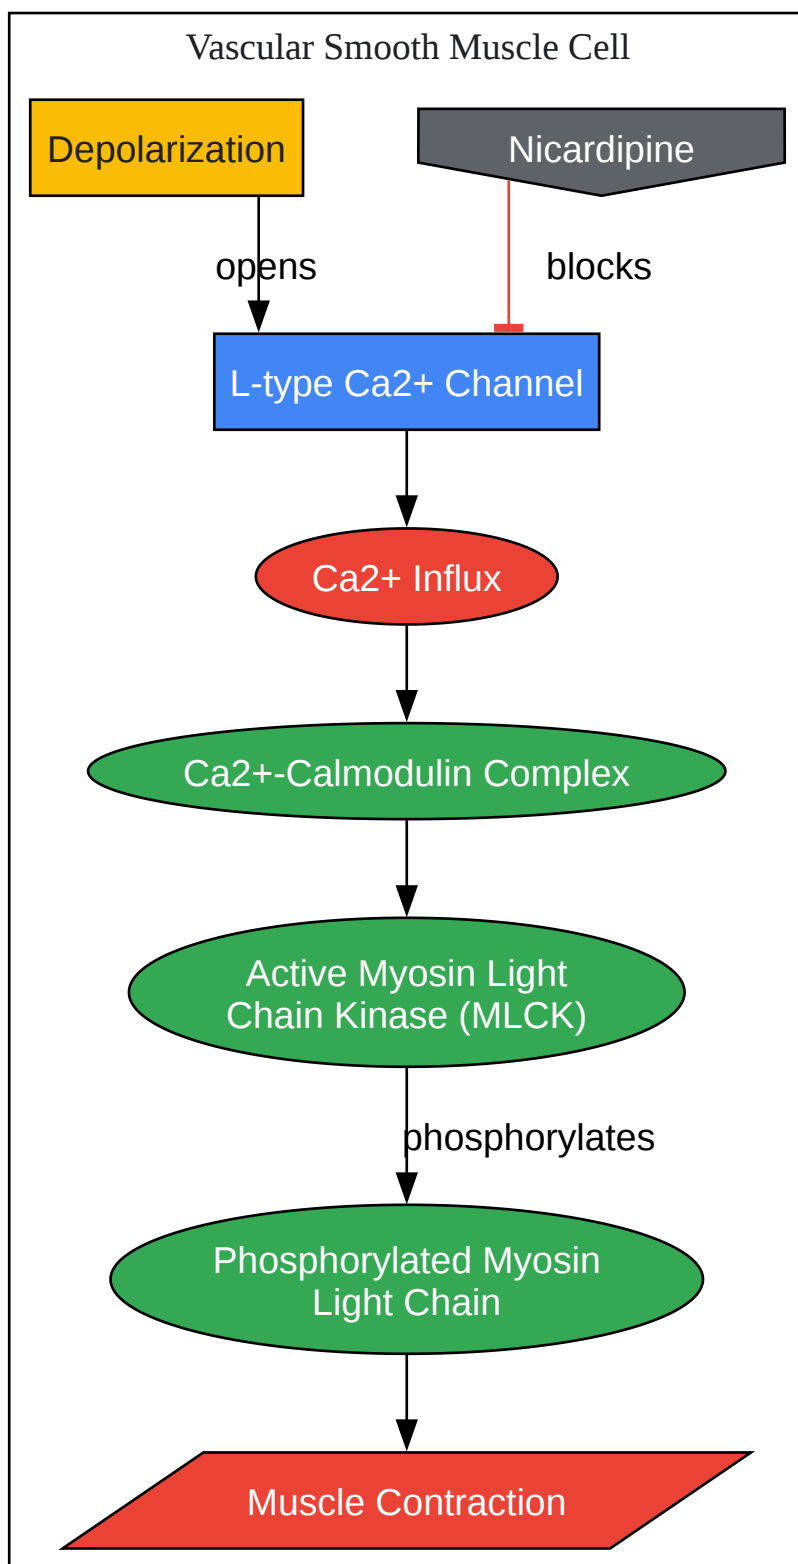 Vascular Smooth Muscle Cell
Depolarization
Nicardipine
opens
blocks
L-type Ca2+ Channel
Ca2+ Influx
Ca2+-Calmodulin Complex
Active Myosin Light
Chain Kinase (MLCK)
phosphorylates
Phosphorylated Myosin
Light Chain
Muscle Contraction